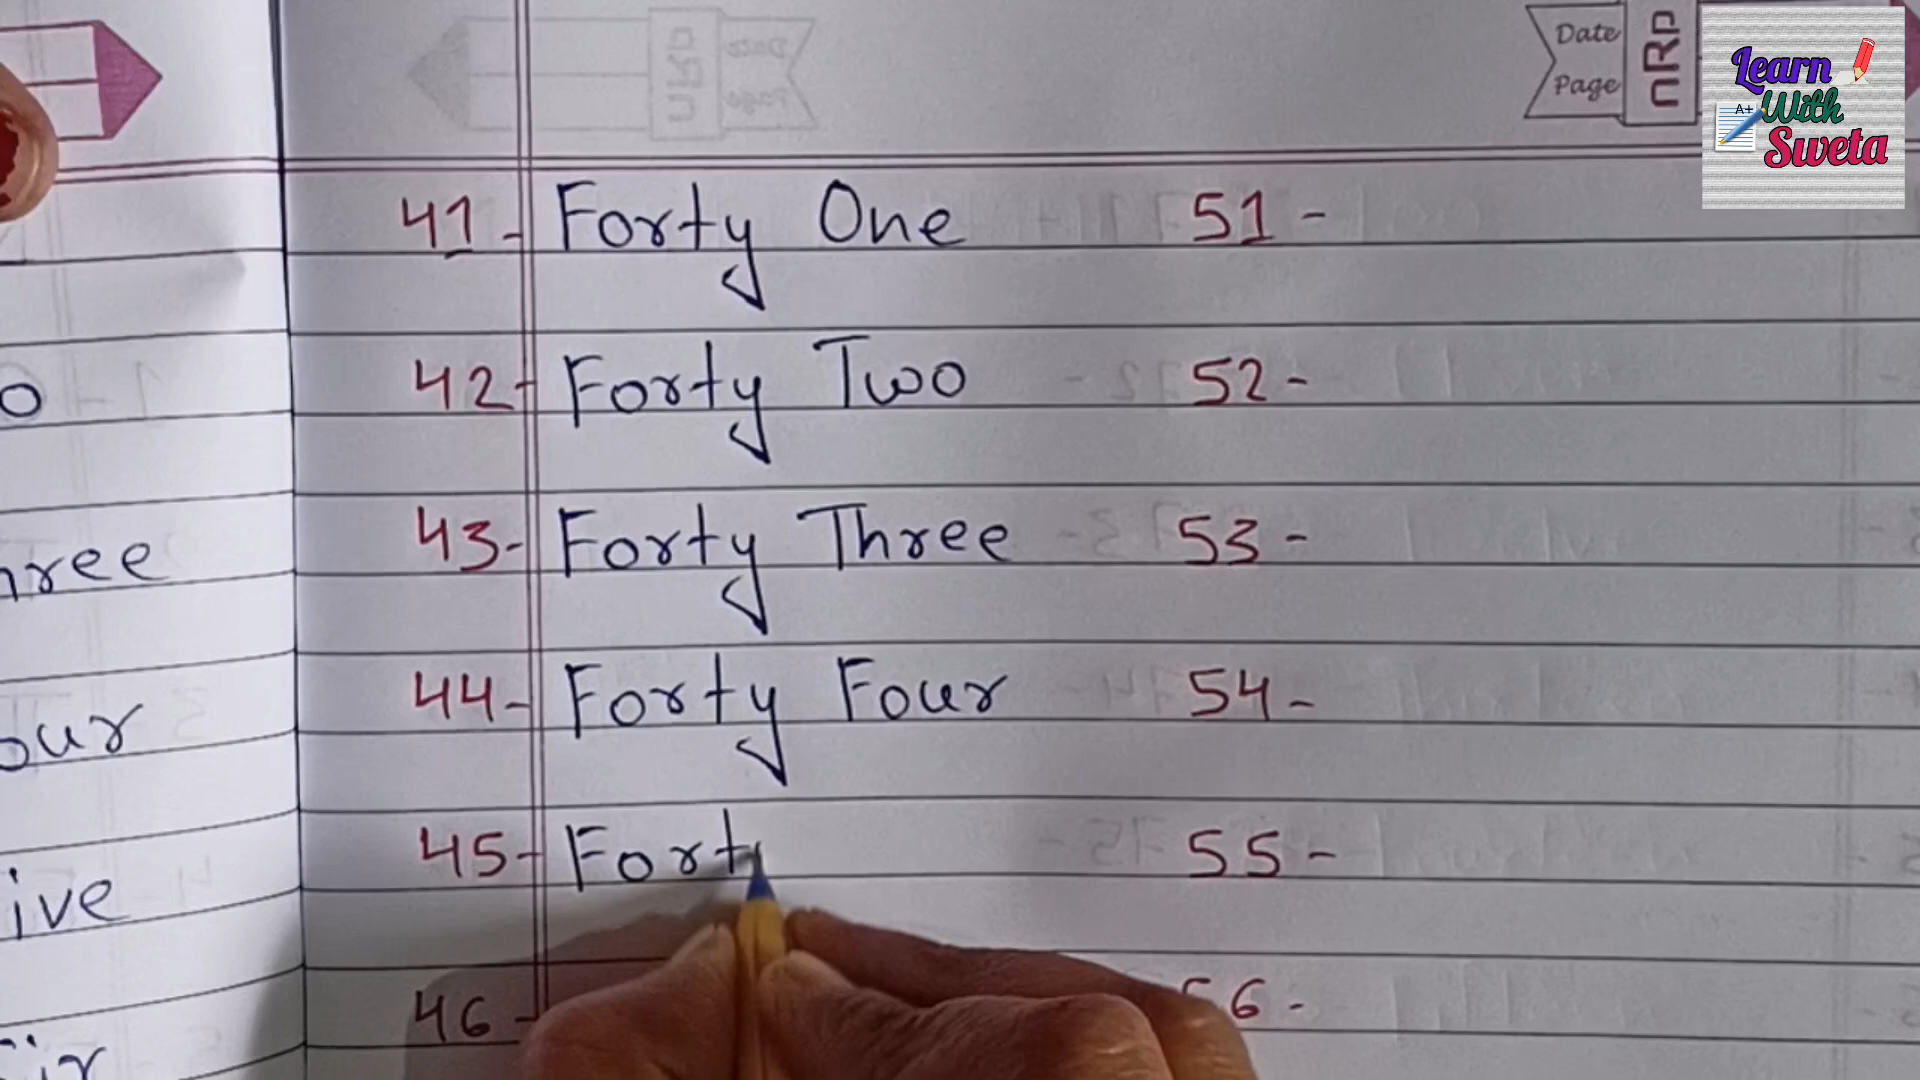 Date
Page
nRp
Learn
With
Sweta
A+
41 - Forty One 51 -
42 - Forty Two 52 -
43 - Forty Three 53 -
44 - Forty Four 54 -
45 - Fort 55 -
46 - 56 -